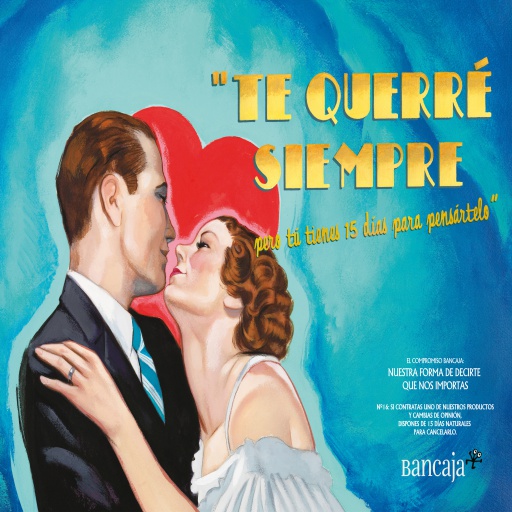 "TE QUERRÉ
SIEMPRE
pero tú tienes 15 días para pensártelo"
EL COMPROMISO BANCAJA:
NUESTRA FORMA DE DECIRTE
QUE NOS IMPORTAS
Nº16: SI CONTRATAS UNO DE NUESTROS PRODUCTOS
Y CAMBIAS DE OPINIÓN,
DISPONES DE 15 DÍAS NATURALES
PARA CANCELARLO.
Bancaja